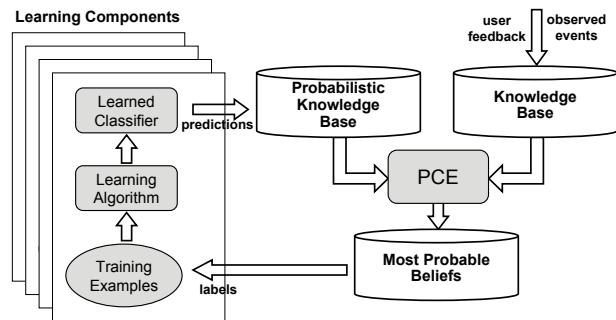 Learning Components
user
feedback
observed
events
Learned
Classifier
predictions
Probabilistic
Knowledge
Base
Knowledge
Base
Learning
Algorithm
PCE
Training
Examples
labels
Most Probable
Beliefs